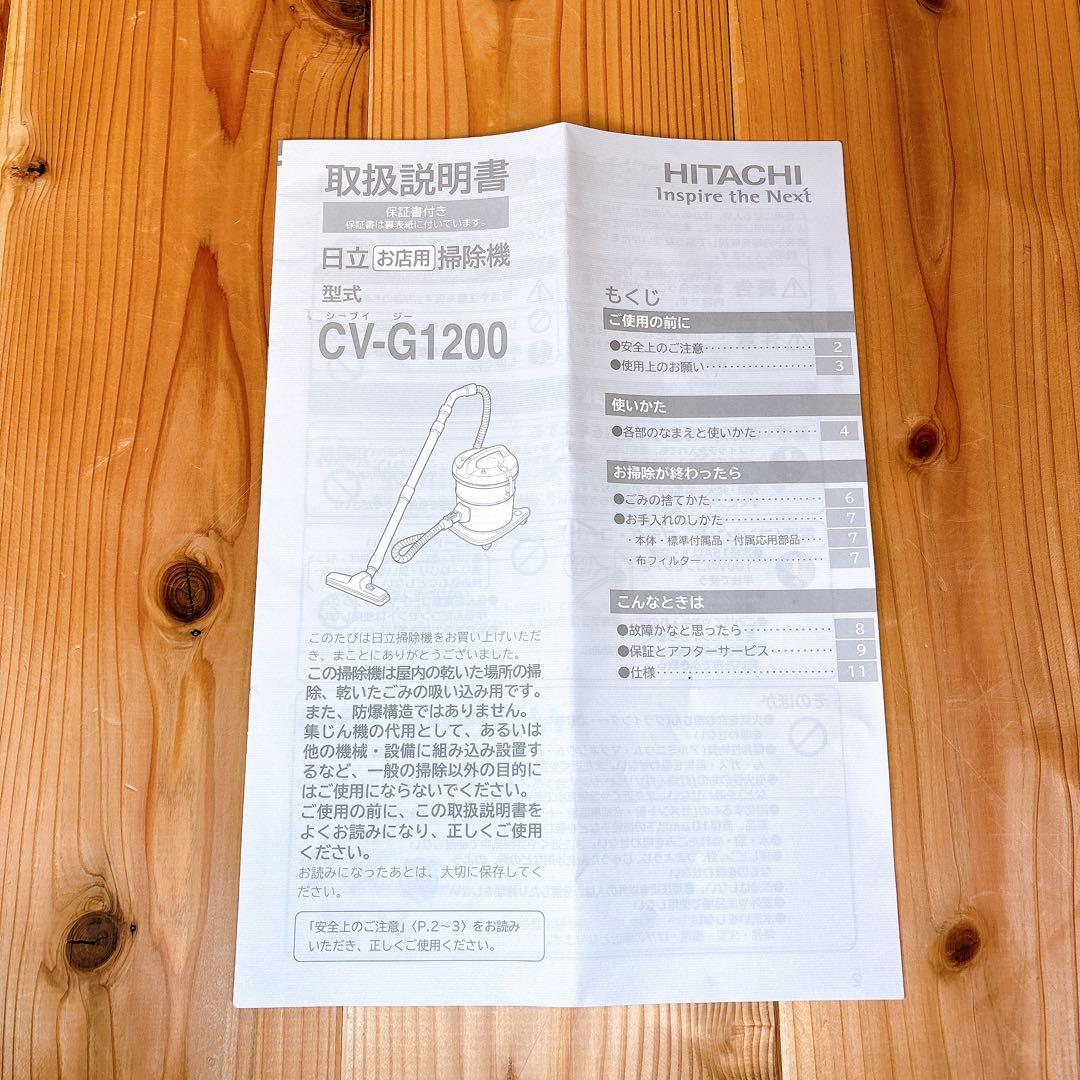 取扱説明書
保証書付き
保証書は裏表紙に付いています。
日立 お店用 掃除機
型式
シーブイ ジー
CV-G1200
このたびは日立掃除機をお買い上げいただ
き、まことにありがとうございました。
この掃除機は屋内の乾いた場所の掃
除、乾いたごみの吸い込み用です。
また、防爆構造ではありません。
集じん機の代用として、あるいは
他の機械・設備に組み込み設置す
るなど、一般の掃除以外の目的に
はご使用にならないでください。
ご使用の前に、この取扱説明書を
よくお読みになり、正しくご使用
ください。
お読みになったあとは、大切に保存してく
ださい。
「安全上のご注意」〈P.2～3〉をお読み
いただき、正しくご使用ください。
HITACHI
Inspire the Next
もくじ
ご使用の前に
●安全上のご注意 2
●使用上のお願い 3
使いかた
●各部のなまえと使いかた 4
お掃除が終わったら
●ごみの捨てかた 6
●お手入れのしかた 7
・本体・標準付属品・付属応用部品 7
・布フィルター 7
こんなときは
●故障かなと思ったら 8
●保証とアフターサービス 9
●仕様 11